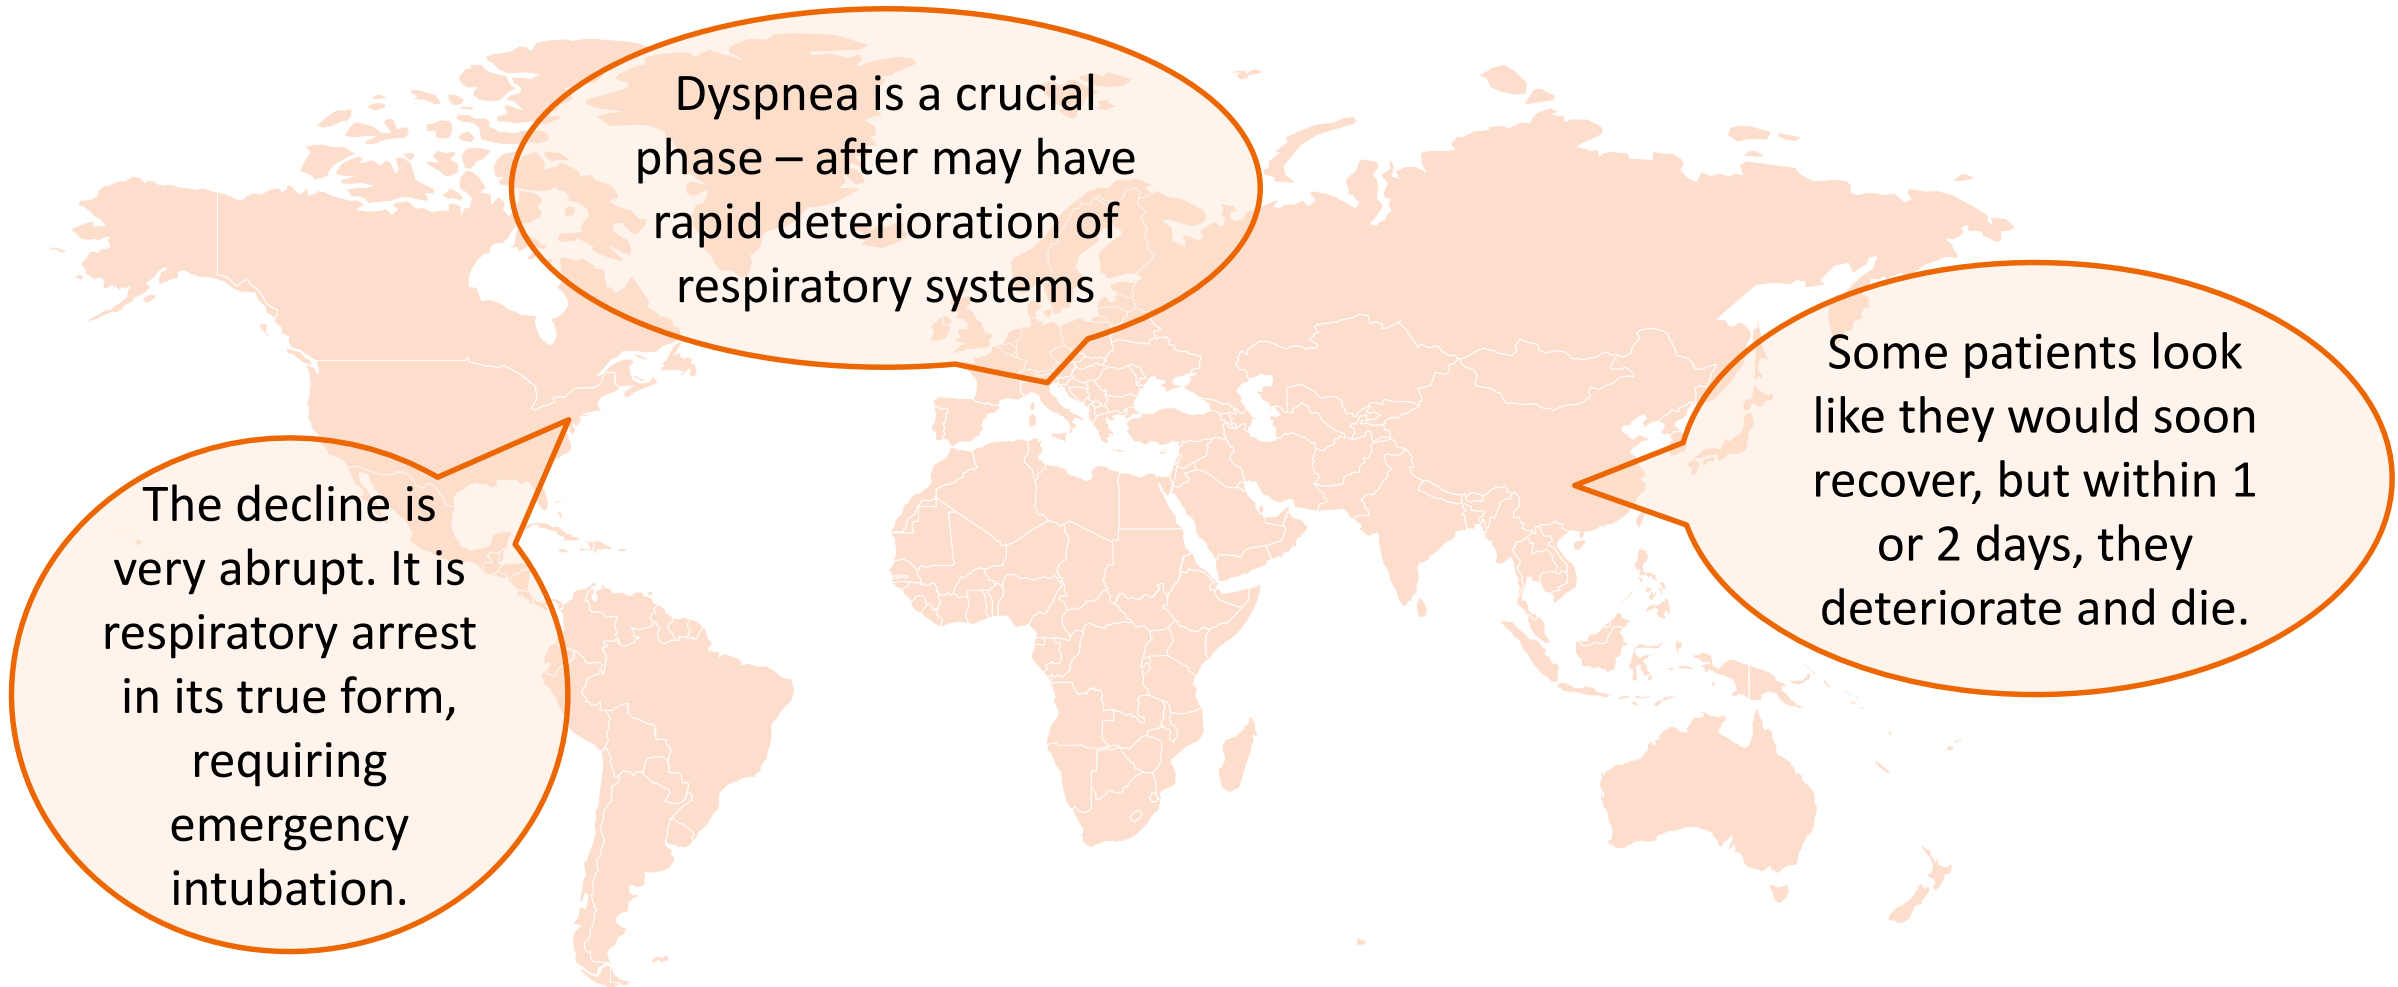 Dyspnea is a crucial
phase – after may have
rapid deterioration of
respiratory systems
The decline is
very abrupt. It is
respiratory arrest
in its true form,
requiring
emergency
intubation.
Some patients look
like they would soon
recover, but within 1
or 2 days, they
deteriorate and die.